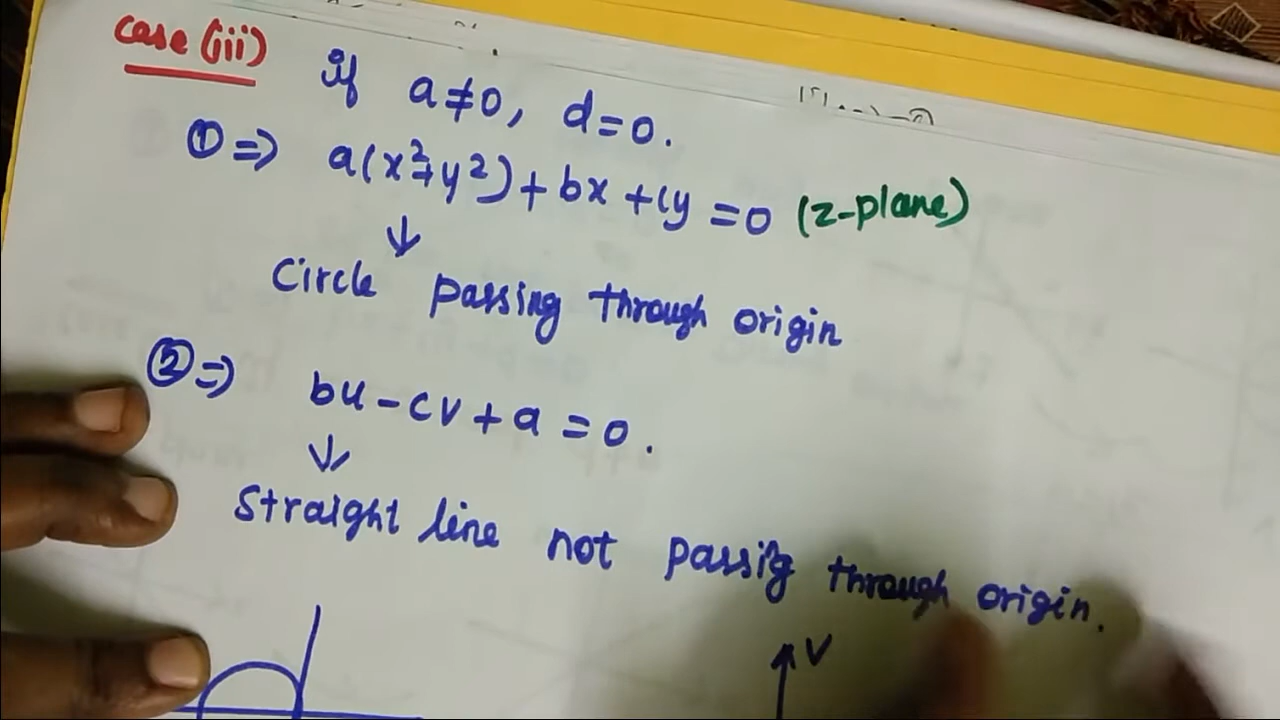 case (iii) if a≠0, d=0.
① ⇒ a(x²+y²)+bx+cy=0 (z-plane)
↓
Circle passing through origin
② ⇒ bu-cv+a=0.
↓
Straight line not passig through origin.
V